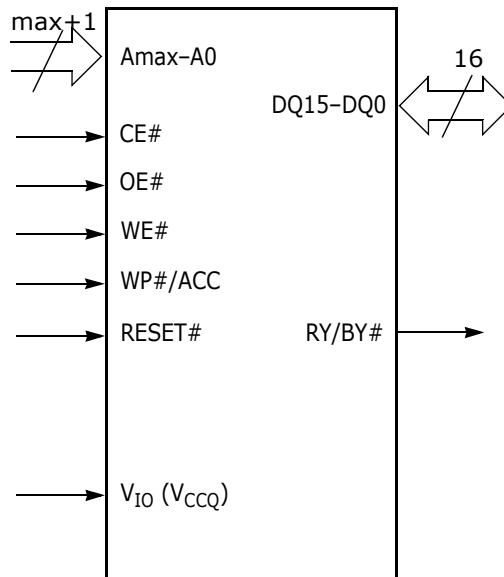 max+1
Amax–A0
16
DQ15–DQ0
CE#
OE#
WE#
WP#/ACC
RESET#
RY/BY#
VIO (VCCQ)